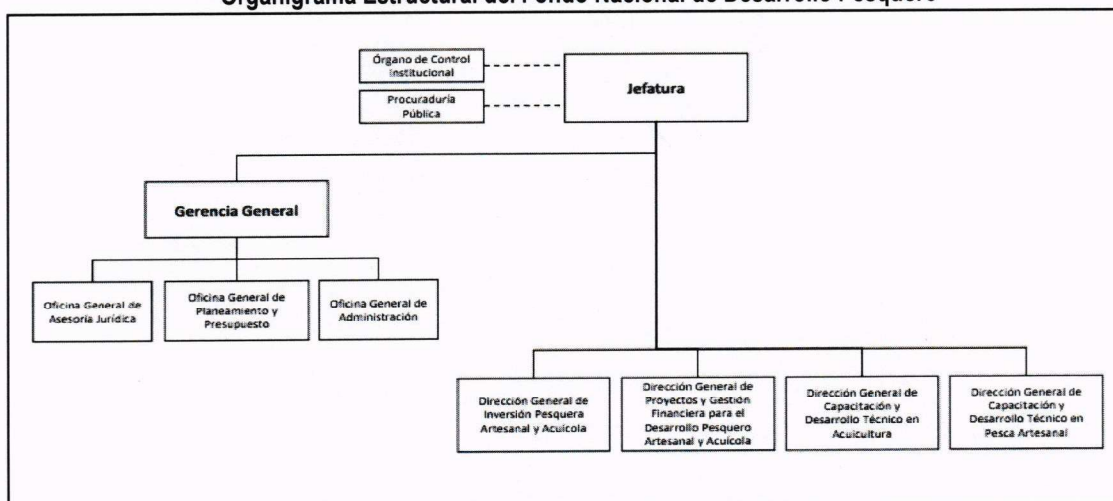 Organigrama Estructural del Fondo Nacional de Desarrollo Pesquero
Órgano de Control
Institucional
Procuraduría
Pública
Jefatura
Gerencia General
Oficina General de
Asesoría Jurídica
Oficina General de
Planeamiento y
Presupuesto
Oficina General de
Administración
Dirección General de
Inversión Pesquera
Artesanal y Acuícola
Dirección General de
Proyectos y Gestión
Financiera para el
Desarrollo Pesquero
Artesanal y Acuícola
Dirección General de
Capacitación y
Desarrollo Técnico en
Acuicultura
Dirección General de
Capacitación y
Desarrollo Técnico en
Pesca Artesanal